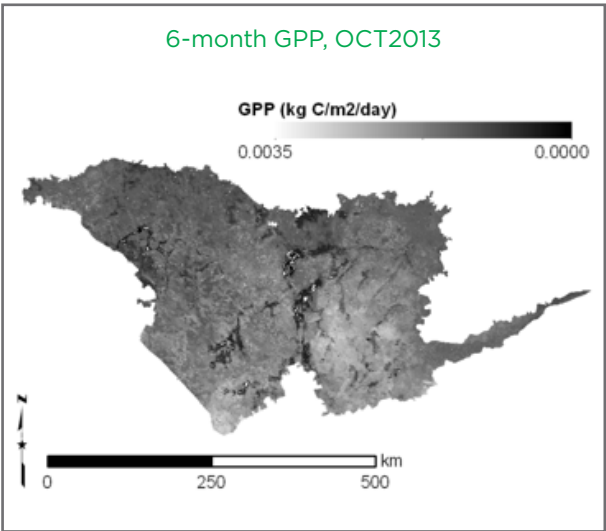 6-month GPP, OCT2013
GPP (kg C/m2/day)
0.0035 0.0000
N
km
0 250 500